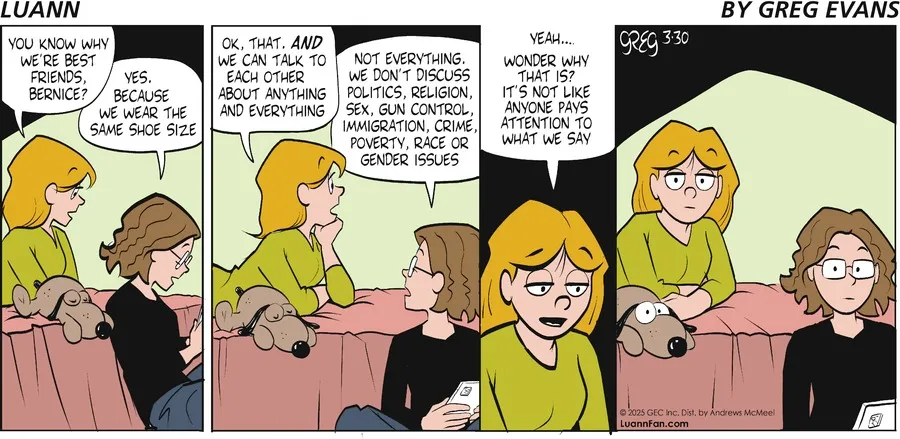 LUANN
BY GREG EVANS
YOU KNOW WHY
WE'RE BEST
FRIENDS,
BERNICE?
YES.
BECAUSE
WE WEAR THE
SAME SHOE SIZE
OK, THAT. AND
WE CAN TALK TO
EACH OTHER
ABOUT ANYTHING
AND EVERYTHING
NOT EVERYTHING.
WE DON'T DISCUSS
POLITICS, RELIGION,
SEX, GUN CONTROL,
IMMIGRATION, CRIME,
POVERTY, RACE OR
GENDER ISSUES
YEAH...
WONDER WHY
THAT IS?
IT'S NOT LIKE
ANYONE PAYS
ATTENTION TO
WHAT WE SAY
GREG 3·30
© 2025 GEC Inc. Dist. by Andrews McMeel
LuannFan.com